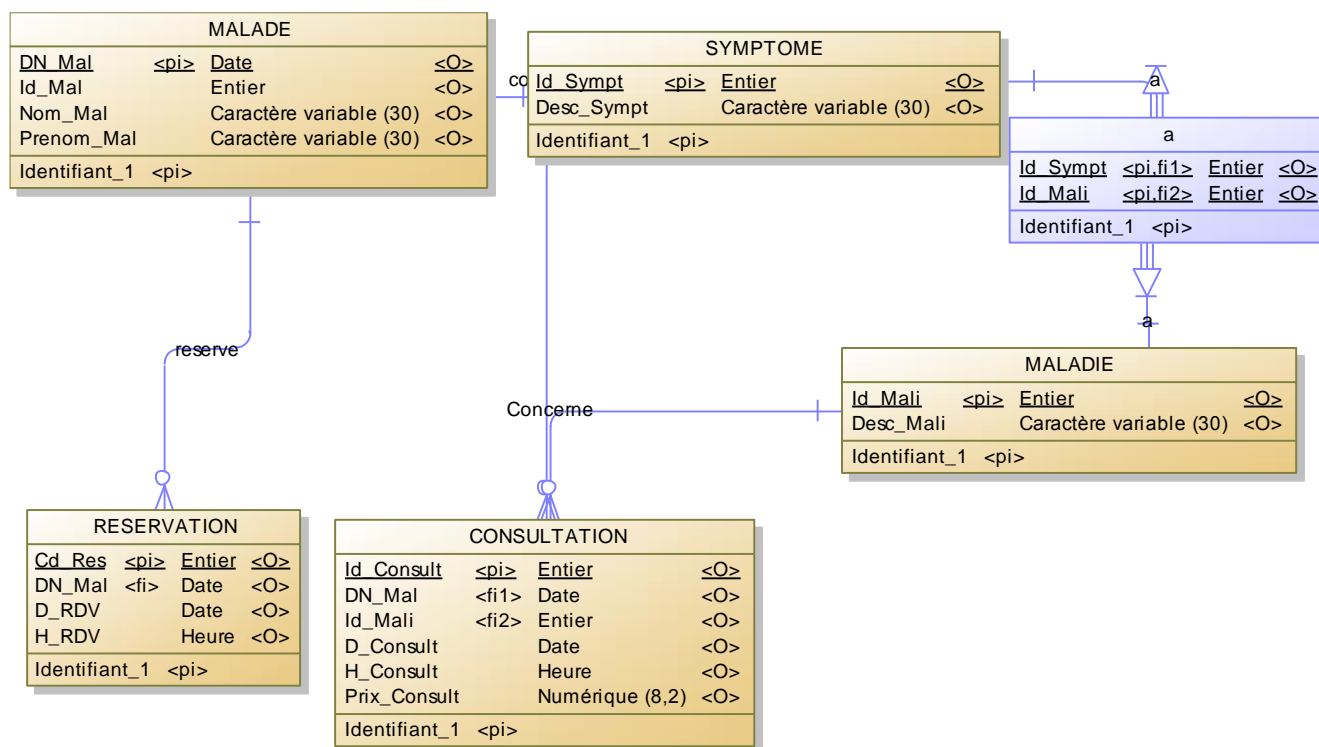 MALADE
DN_Mal <pi> Date <O>
Id_Mal Entier <O>
Nom_Mal Caractère variable (30) <O>
Prenom_Mal Caractère variable (30) <O>
Identifiant_1 <pi>
co
SYMPTOME
Id_Sympt <pi> Entier <O>
Desc_Sympt Caractère variable (30) <O>
Identifiant_1 <pi>
a
a
Id_Sympt <pi,fi1> Entier <O>
Id_Mali <pi,fi2> Entier <O>
Identifiant_1 <pi>
a
reserve
MALADIE
Id_Mali <pi> Entier <O>
Desc_Mali Caractère variable (30) <O>
Identifiant_1 <pi>
Concerne
RESERVATION
Cd_Res <pi> Entier <O>
DN_Mal <fi> Date <O>
D_RDV Date <O>
H_RDV Heure <O>
Identifiant_1 <pi>
CONSULTATION
Id_Consult <pi> Entier <O>
DN_Mal <fi1> Date <O>
Id_Mali <fi2> Entier <O>
D_Consult Date <O>
H_Consult Heure <O>
Prix_Consult Numérique (8,2) <O>
Identifiant_1 <pi>